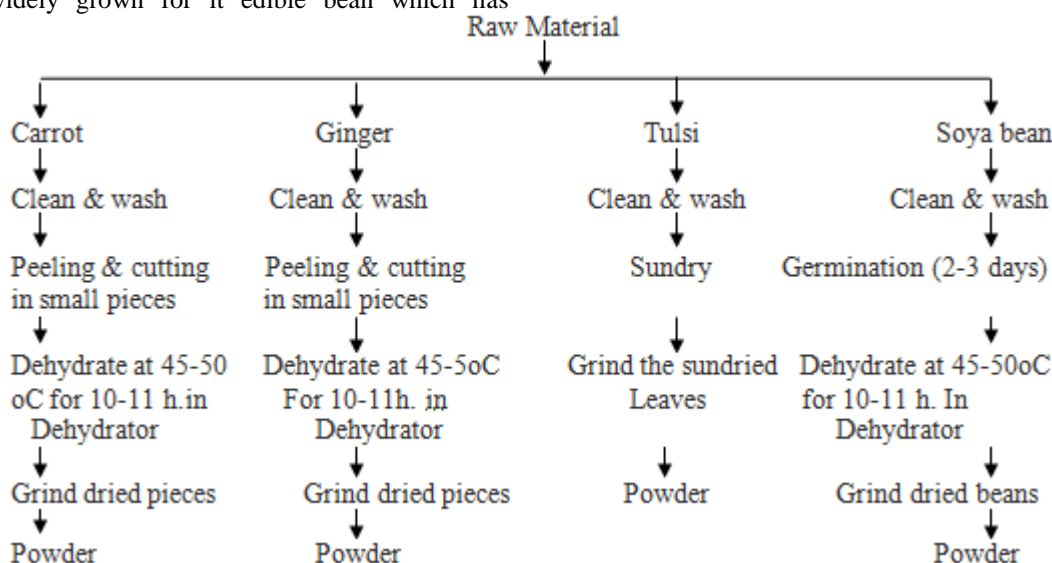 grown for it edible bean which has
Raw Material
Carrot
Ginger
Tulsi
Soya bean
Clean & wash
Clean & wash
Clean & wash
Clean & wash
Peeling & cutting
in small pieces
Peeling & cutting
in small pieces
Sundry
Germination (2-3 days)
Dehydrate at 45-50
oC for 10-11 h.in
Dehydrator
Dehydrate at 45-5oC
For 10-11h. in
Dehydrator
Grind the sundried
Leaves
Dehydrate at 45-50oC
for 10-11 h. In
Dehydrator
Grind dried pieces
Grind dried pieces
Powder
Grind dried beans
Powder
Powder
Powder